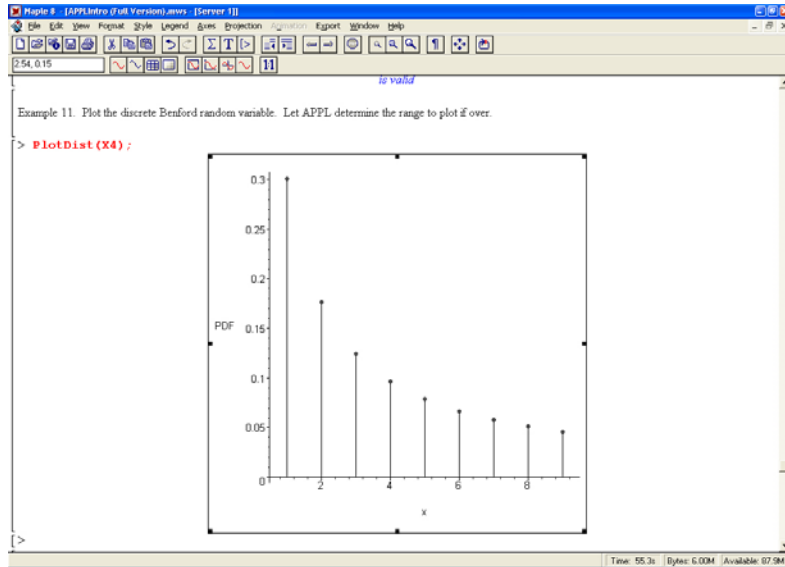 Maple 8 - [APPLIntro (Full Version).mws - [Server 1]]
File Edit View Format Style Legend Axes Projection Animation Export Window Help
2.54, 0.15
is valid
Example 11. Plot the discrete Benford random variable. Let APPL determine the range to plot if over.
> PlotDist(X4);
0.3
0.25
0.2
PDF 0.15
0.1
0.05
0
2 4 6 8
x
>
Time: 55.3s Bytes: 6.00M Available: 87.9M